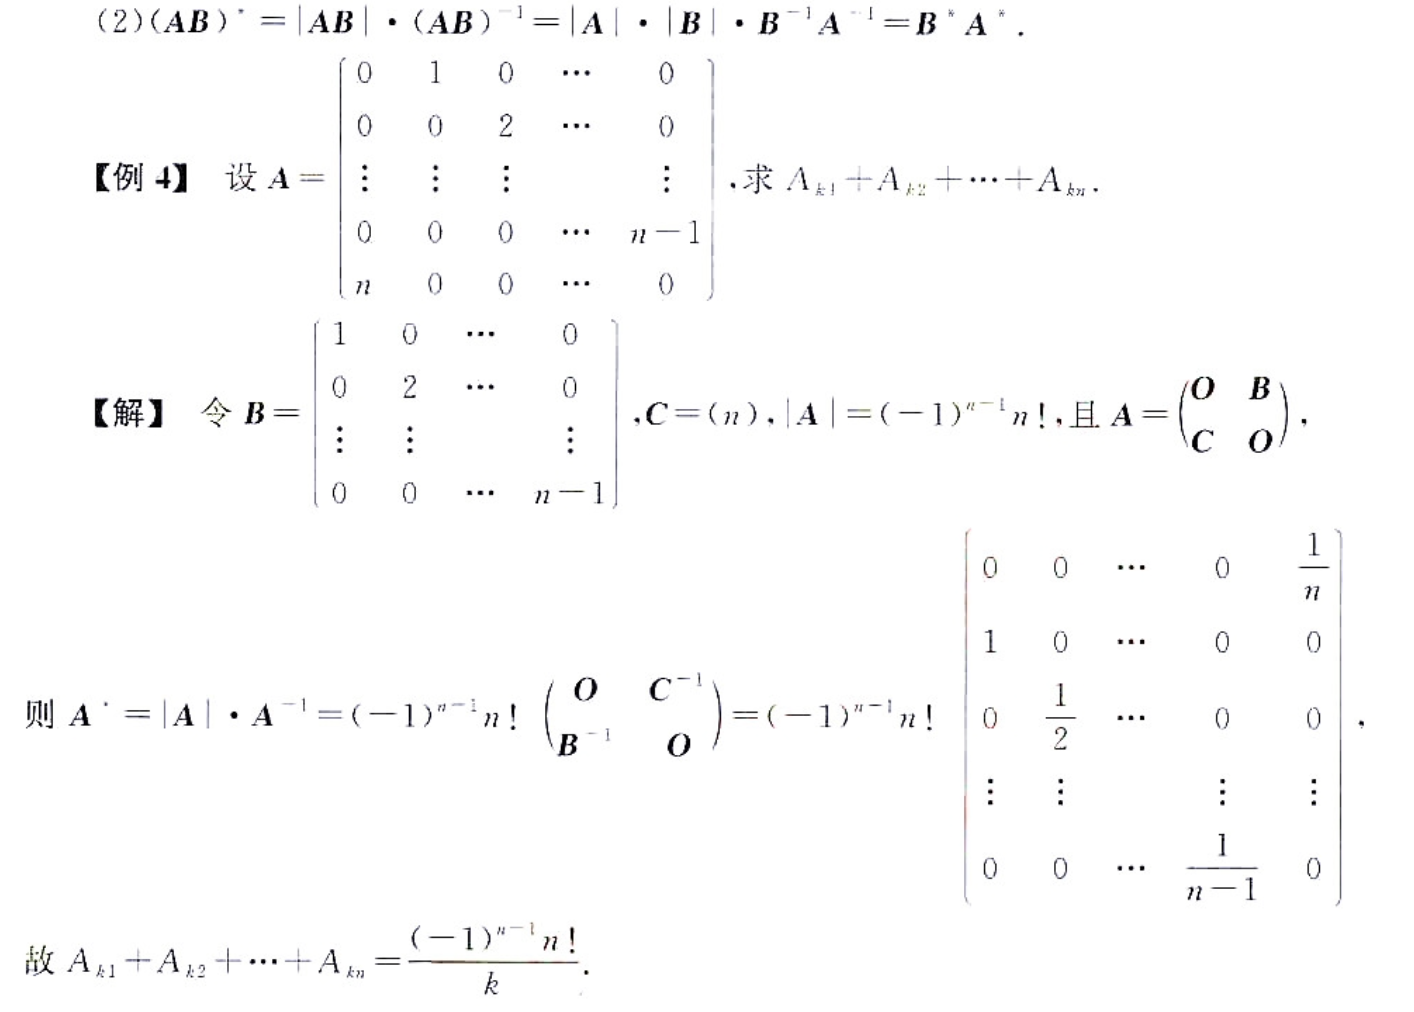 (2)(AB)* = |AB| · (AB)⁻¹ = |A| · |B| · B⁻¹A⁻¹ = B*A*.
【例 4】 设 A = [0 1 0 ⋯ 0; 0 0 2 ⋯ 0; ⋮ ⋮ ⋮ ⋮; 0 0 0 ⋯ n−1; n 0 0 ⋯ 0], 求 A_{k1} + A_{k2} + ⋯ + A_{kn}.
【解】 令 B = [1 0 ⋯ 0; 0 2 ⋯ 0; ⋮ ⋮ ⋮; 0 0 ⋯ n−1], C = (n), |A| = (−1)^{n−1} n!, 且 A = (O B; C O),
则 A* = |A| · A⁻¹ = (−1)^{n−1} n! (O C⁻¹; B⁻¹ O) = (−1)^{n−1} n! [0 0 ⋯ 0 1/n; 1 0 ⋯ 0 0; 0 1/2 ⋯ 0 0; ⋮ ⋮ ⋮ ⋮; 0 0 ⋯ 1/(n−1) 0],
故 A_{k1} + A_{k2} + ⋯ + A_{kn} = (−1)^{n−1} n! / k.